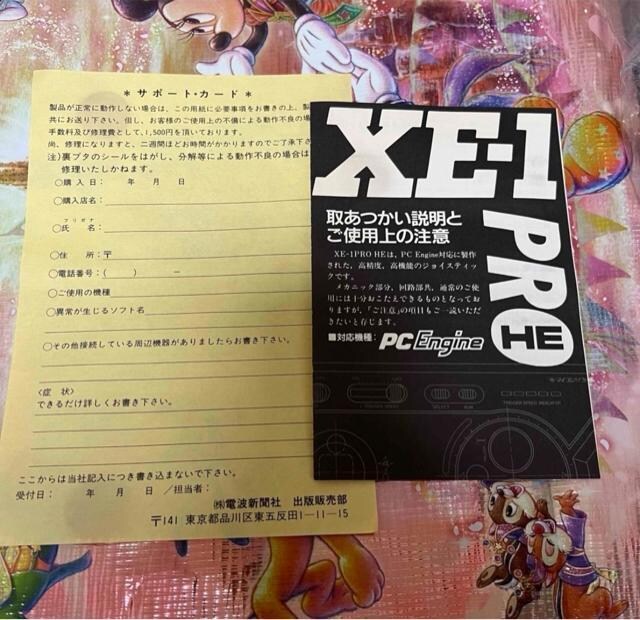 ＊サポート・カード＊
製品が正常に動作しない場合は、この用紙に必要事項をお書きの上、製
共にお送り下さい。但し、お客様のご使用上の不備による動作不良の場
手数料及び修理費として、1,500円を頂いております。
尚、修理になりますと、二週間ほどお時間がかかりますのでご了承下さ
注)裏ブタのシールをはがし、分解等による動作不良の場合は
修理いたしかねます。
○購入日: 年 月 日
○購入店名:
フリガナ
○氏 名:
○住 所:〒
○電話番号:( ) −
○ご使用の機種
○異常が生じるソフト名
○その他接続している周辺機器がありましたらお書き下さい。
〈症 状〉
できるだけ詳しくお書き下さい。
ここからは当社記入につき書き込まないで下さい。
受付日: 年 月 日 /担当者:
㈱電波新聞社 出版販売部
〒141 東京都品川区東五反田1−11−15
XE-1
PRO
HE
取あつかい説明と
ご使用上の注意
XE-1PRO HEは、PC Engine対応に製作
された、高精度、高機能のジョイスティッ
クです。
メカニック部分、回路部共、通常のご使
用には十分おこたえできるものとなってお
りますが、「ご注意」の項目もご一読いただ
きたいと存じます。
■対応機種: PC Engine
SELECT RUN
TRIGGER SPEED INDICATOR